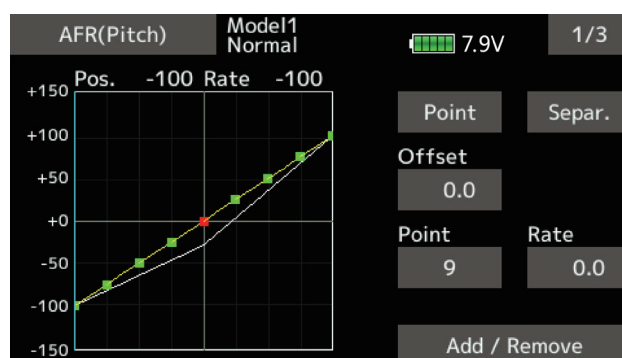 AFR(Pitch)
Model1
Normal
7.9V
1/3
Pos. -100 Rate -100
+150
+100
+50
+0
-50
-100
-150
Point
Separ.
Offset
0.0
Point
Rate
9
0.0
Add / Remove